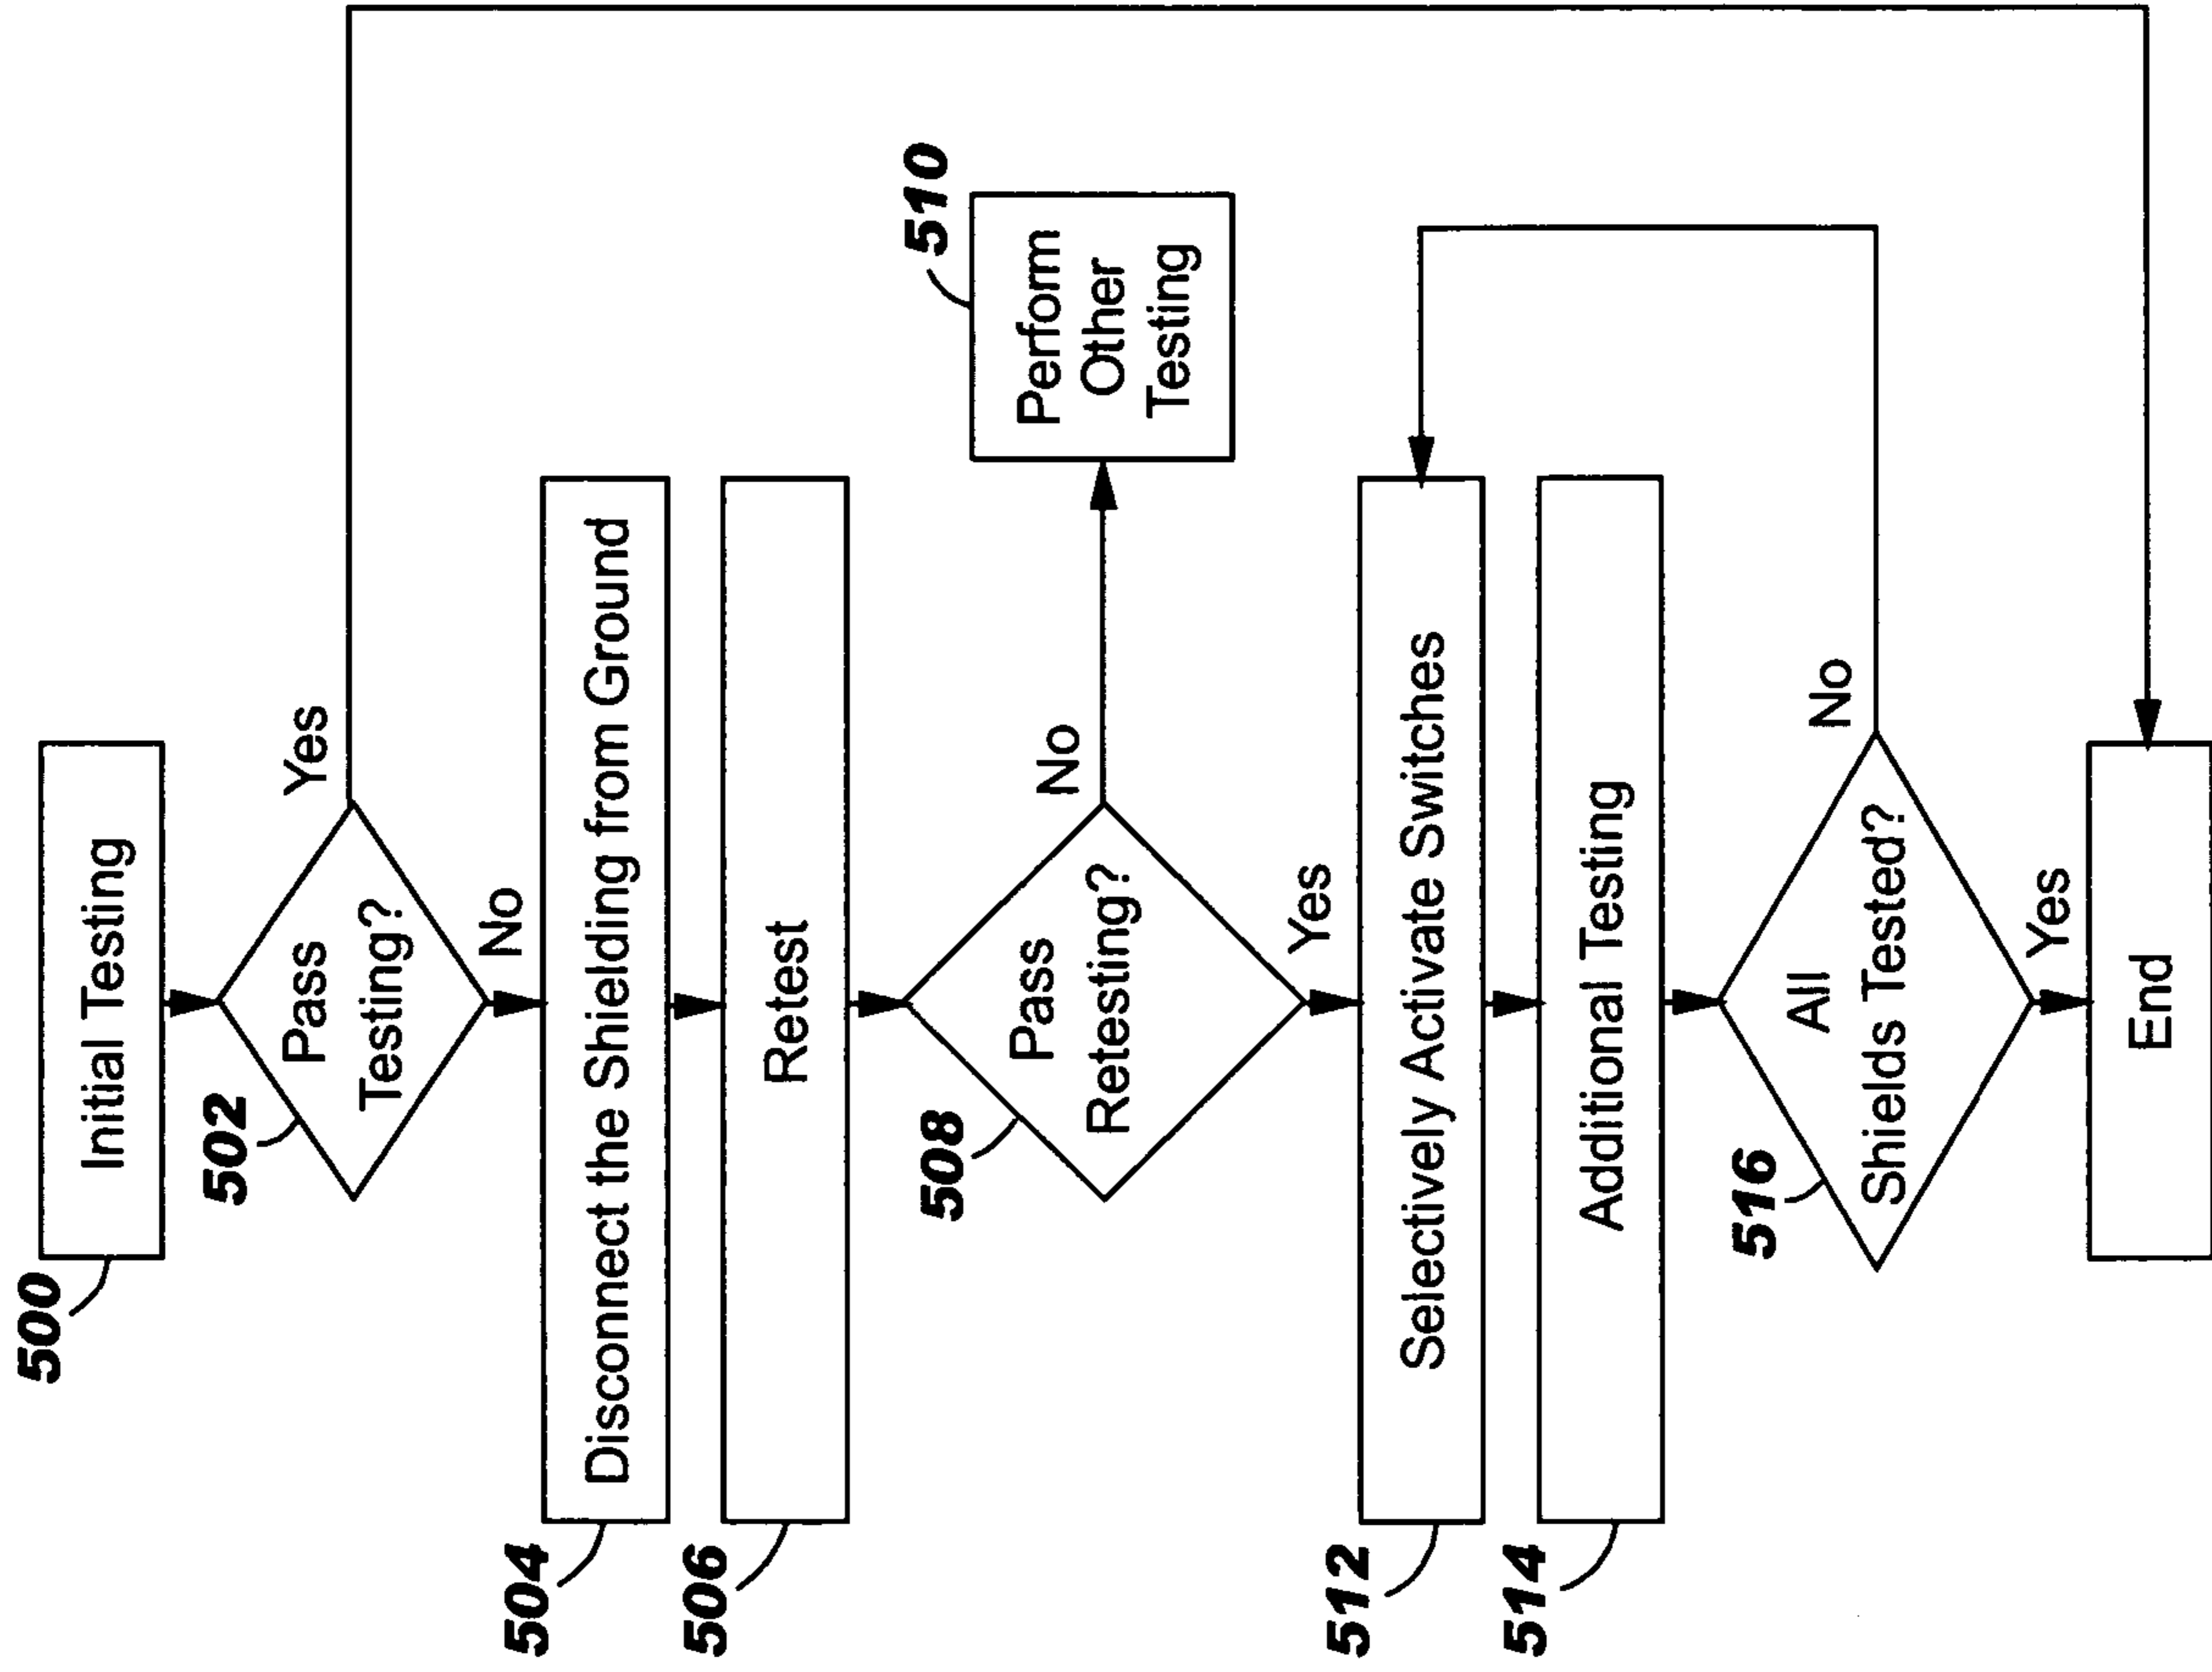 500
Initial Testing
502
Pass
Testing?
Yes
No
504
Disconnect the Shielding from Ground
506
Retest
508
Pass
Retesting?
No
510
Perform
Other
Testing
Yes
512
Selectively Activate Switches
514
Additional Testing
516
All
Shields Tested?
No
Yes
End